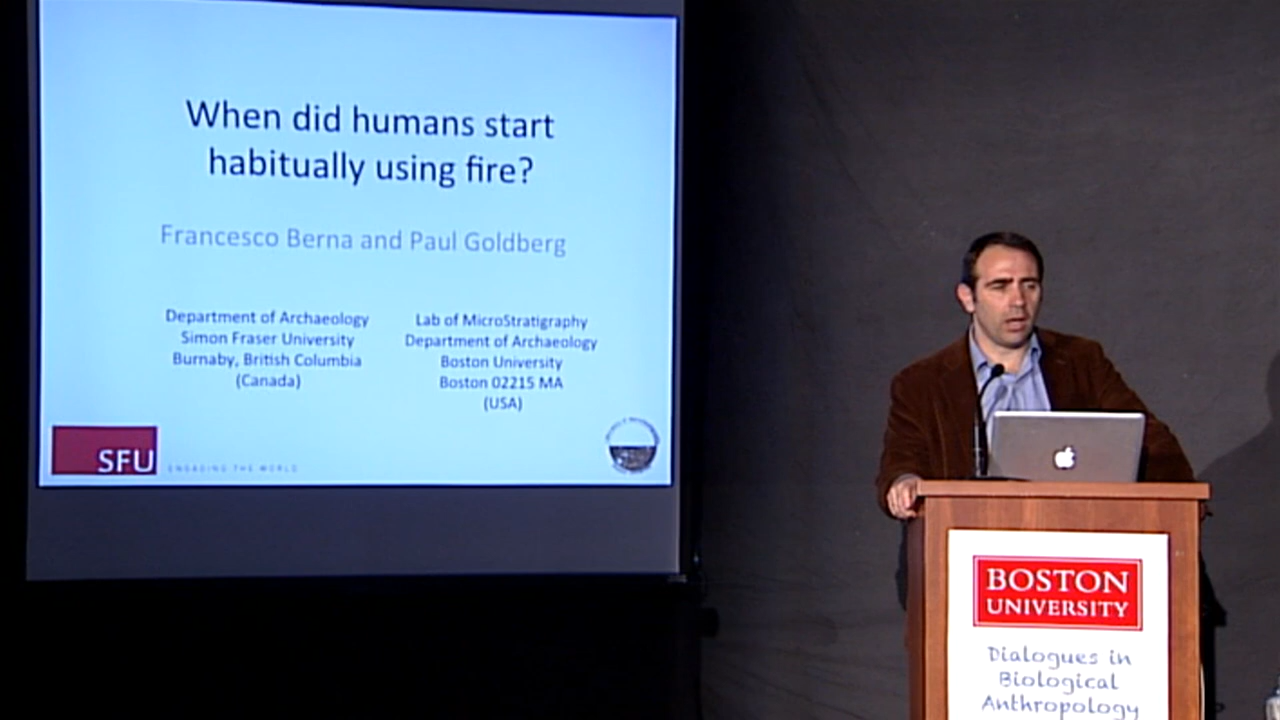 When did humans start
habitually using fire?
Francesco Berna and Paul Goldberg
Department of Archaeology
Simon Fraser University
Burnaby, British Columbia
(Canada)
Lab of MicroStratigraphy
Department of Archaeology
Boston University
Boston 02215 MA
(USA)
SFU
ENGAGING THE WORLD
BOSTON
UNIVERSITY
Dialogues in
Biological
Anthropology